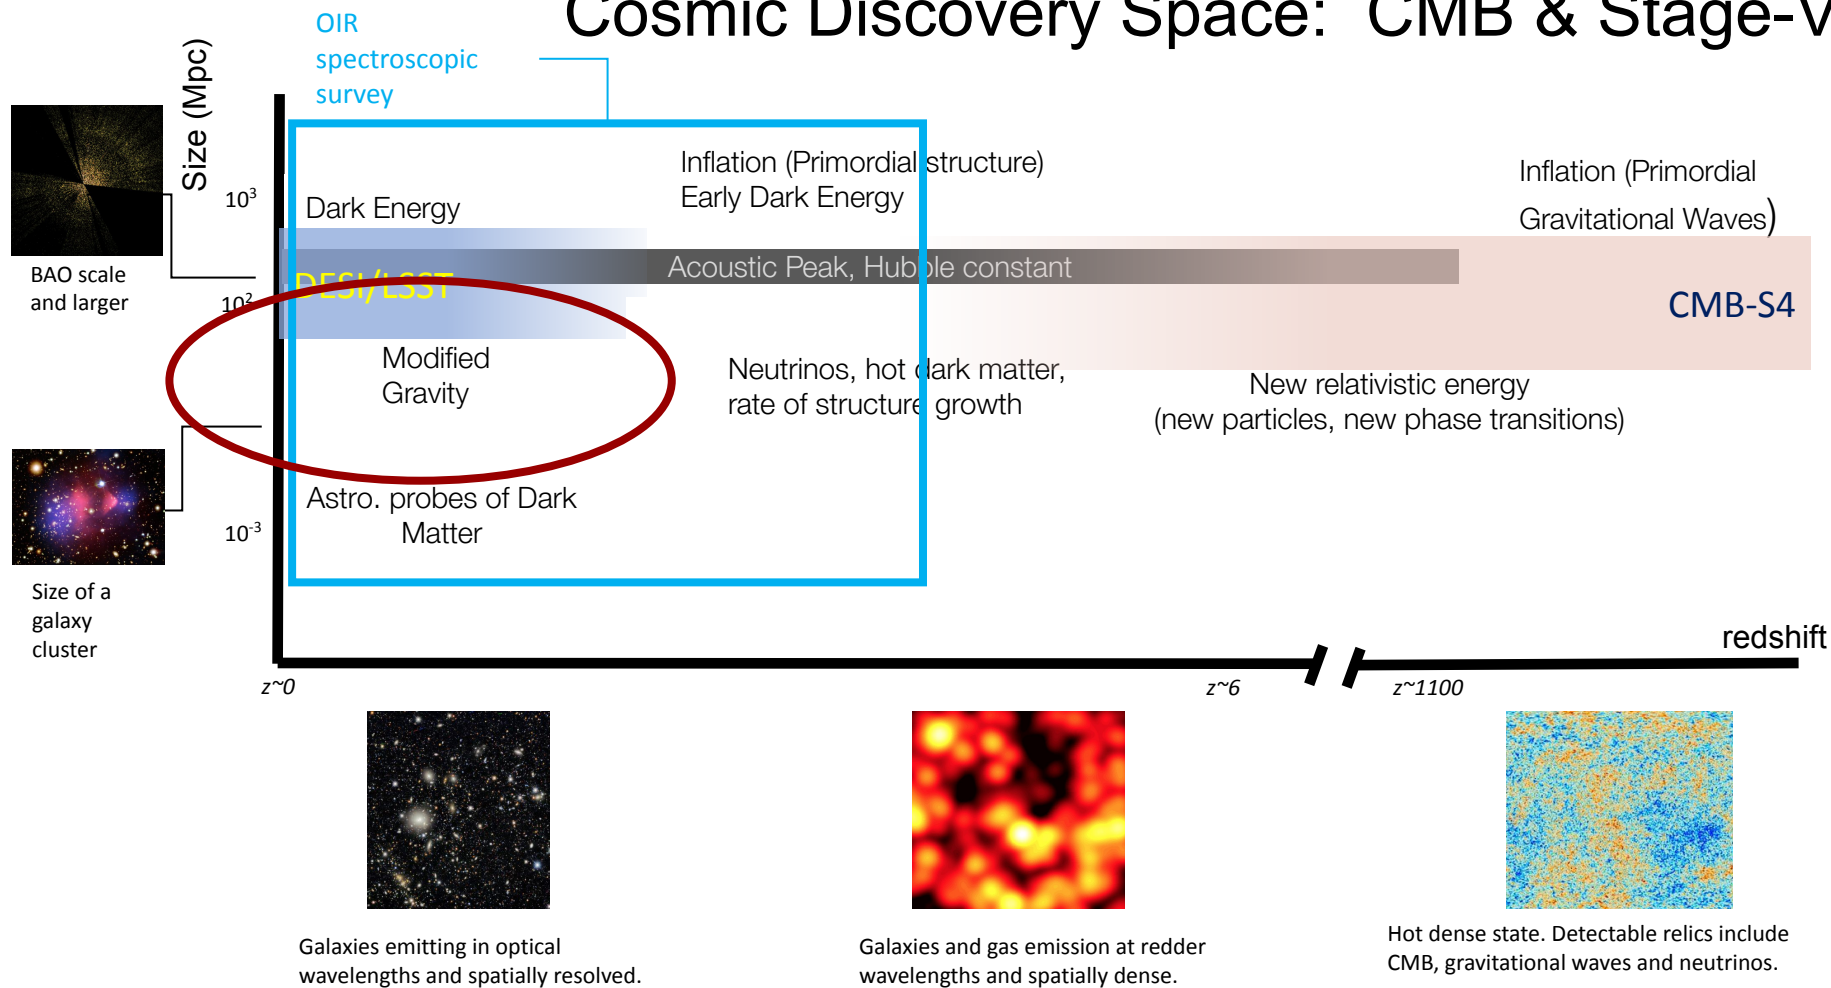 Cosmic Discovery Space: CMB & Stage-V
OIR
spectroscopic
survey
Size (Mpc)
10³
10²
10⁻³
BAO scale
and larger
Size of a
galaxy
cluster
Dark Energy
DESI/LSST
Modified
Gravity
Astro. probes of Dark
Matter
Inflation (Primordial structure)
Early Dark Energy
Acoustic Peak, Hubble constant
Neutrinos, hot dark matter,
rate of structure growth
Inflation (Primordial
Gravitational Waves)
CMB-S4
New relativistic energy
(new particles, new phase transitions)
redshift
z~0
z~6
z~1100
Galaxies emitting in optical
wavelengths and spatially resolved.
Galaxies and gas emission at redder
wavelengths and spatially dense.
Hot dense state. Detectable relics include
CMB, gravitational waves and neutrinos.